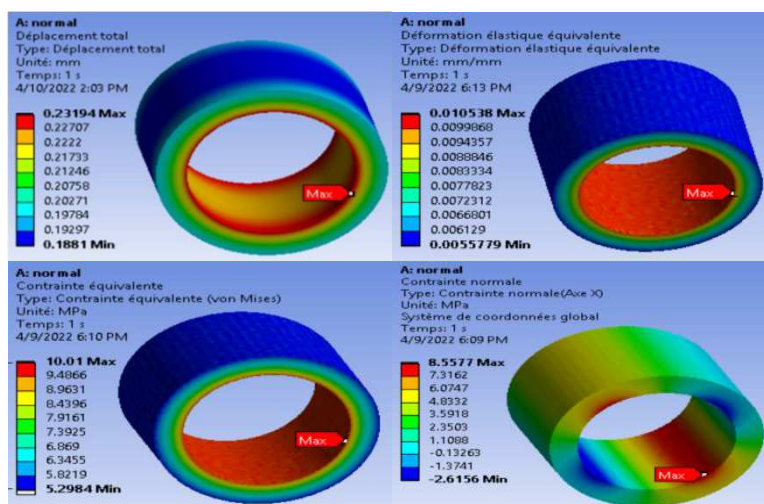 A: normal
Déplacement total
Type: Déplacement total
Unité: mm
Temps: 1 s
4/10/2022 2:03 PM
0.23194 Max
0.22707
0.2222
0.21733
0.21246
0.20758
0.20271
0.19784
0.19297
0.1881 Min
Max
A: normal
Déformation élastique équivalente
Type: Déformation élastique équivalente
Unité: mm/mm
Temps: 1 s
4/9/2022 6:13 PM
0.010538 Max
0.0099868
0.0094357
0.0088846
0.0083334
0.0077823
0.0072312
0.0066801
0.006129
0.0055779 Min
Max
A: normal
Contrainte équivalente
Type: Contrainte équivalente (von Mises)
Unité: MPa
Temps: 1 s
4/9/2022 6:10 PM
10.01 Max
9.4866
8.9631
8.4396
7.9161
7.3925
6.869
6.3455
5.8219
5.2984 Min
Max
A: normal
Contrainte normale
Type: Contrainte normale(Axe X)
Unité: MPa
Système de coordonnées global
Temps: 1 s
4/9/2022 6:09 PM
8.5577 Max
7.3162
6.0747
4.8332
3.5918
2.3503
1.1088
-0.13263
-1.3741
-2.6156 Min
Max